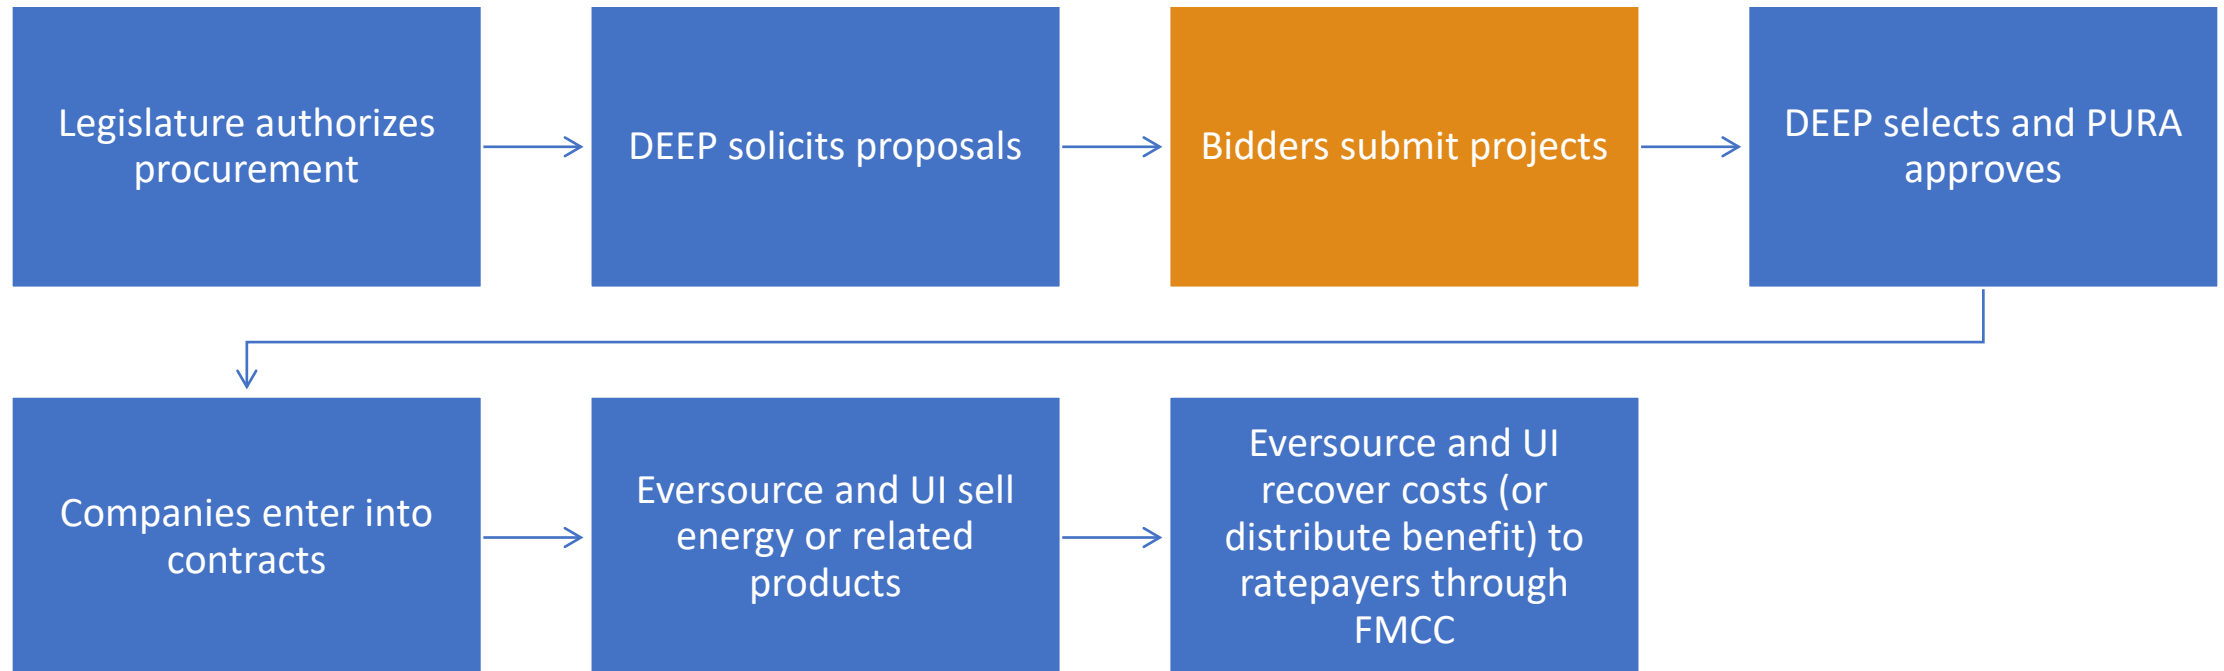 Legislature authorizes
procurement
DEEP solicits proposals
Bidders submit projects
DEEP selects and PURA
approves
Companies enter into
contracts
Eversource and UI sell
energy or related
products
Eversource and UI
recover costs (or
distribute benefit) to
ratepayers through
FMCC